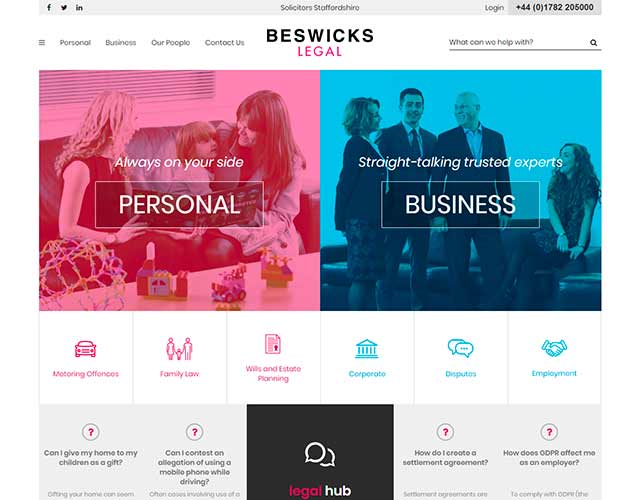 Solicitors Staffordshire
Login
+44 (0)1782 205000
Personal
Business
Our People
Contact Us
BESWICKS
LEGAL
What can we help with?
Always on your side
PERSONAL
Straight-talking trusted experts
BUSINESS
Motoring Offences
Family Law
Wills and Estate
Planning
Corporate
Disputes
Employment
?
Can I give my home to
my children as a gift?
Gifting your home can seem
?
Can I contest an
allegation of using a
mobile phone while
driving?
Often cases involving use of a
legal hub
?
How do I create a
settlement agreement?
Settlement agreements are
?
How does GDPR affect me
as an employer?
To comply with GDPR (the